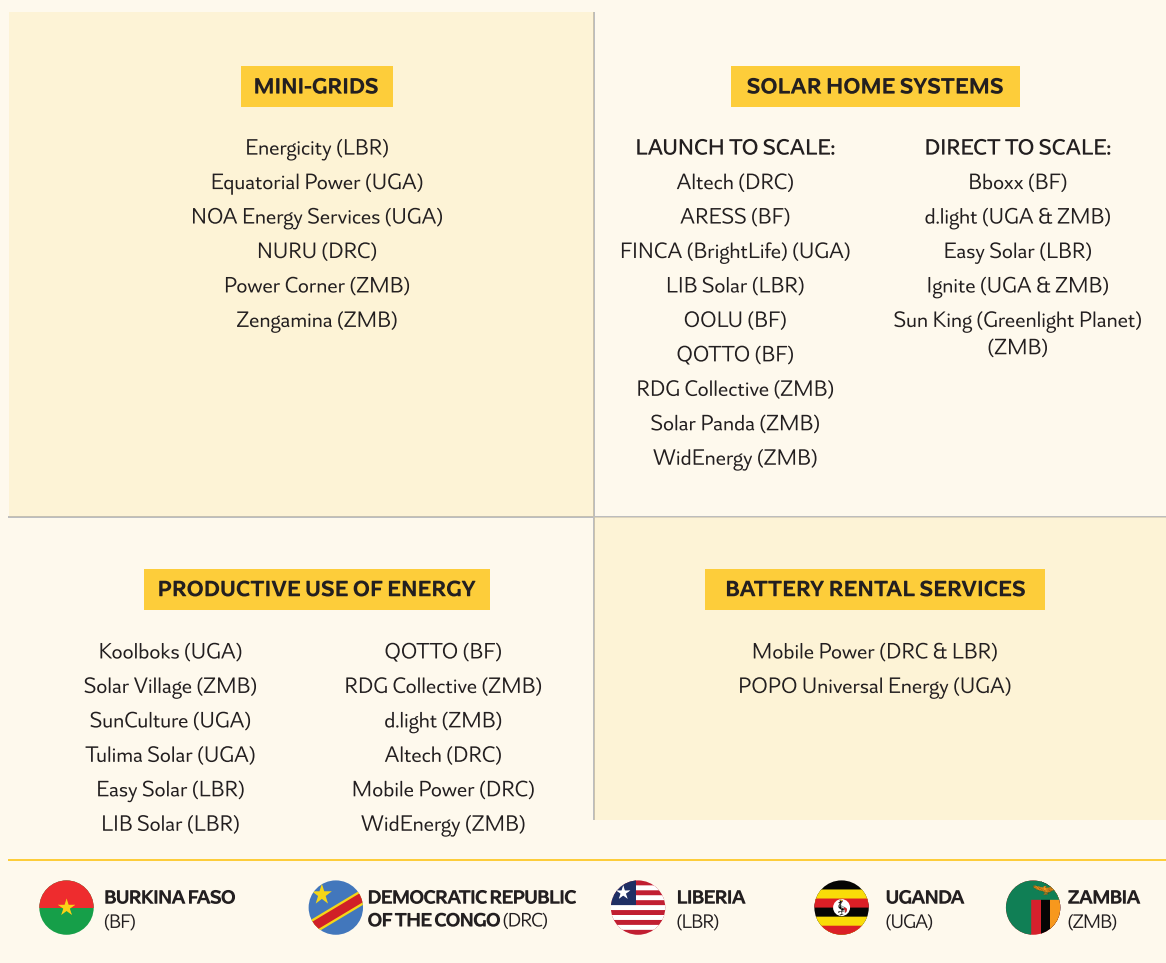 MINI-GRIDS
Energicity (LBR)
Equatorial Power (UGA)
NOA Energy Services (UGA)
NURU (DRC)
Power Corner (ZMB)
Zengamina (ZMB)
SOLAR HOME SYSTEMS
LAUNCH TO SCALE:
Altech (DRC)
ARESS (BF)
FINCA (BrightLife) (UGA)
LIB Solar (LBR)
OOLU (BF)
QOTTO (BF)
RDG Collective (ZMB)
Solar Panda (ZMB)
WidEnergy (ZMB)
DIRECT TO SCALE:
Bboxx (BF)
d.light (UGA & ZMB)
Easy Solar (LBR)
Ignite (UGA & ZMB)
Sun King (Greenlight Planet)
(ZMB)
PRODUCTIVE USE OF ENERGY
Koolboks (UGA)
Solar Village (ZMB)
SunCulture (UGA)
Tulima Solar (UGA)
Easy Solar (LBR)
LIB Solar (LBR)
QOTTO (BF)
RDG Collective (ZMB)
d.light (ZMB)
Altech (DRC)
Mobile Power (DRC)
WidEnergy (ZMB)
BATTERY RENTAL SERVICES
Mobile Power (DRC & LBR)
POPO Universal Energy (UGA)
BURKINA FASO
(BF)
DEMOCRATIC REPUBLIC
OF THE CONGO (DRC)
LIBERIA
(LBR)
UGANDA
(UGA)
ZAMBIA
(ZMB)